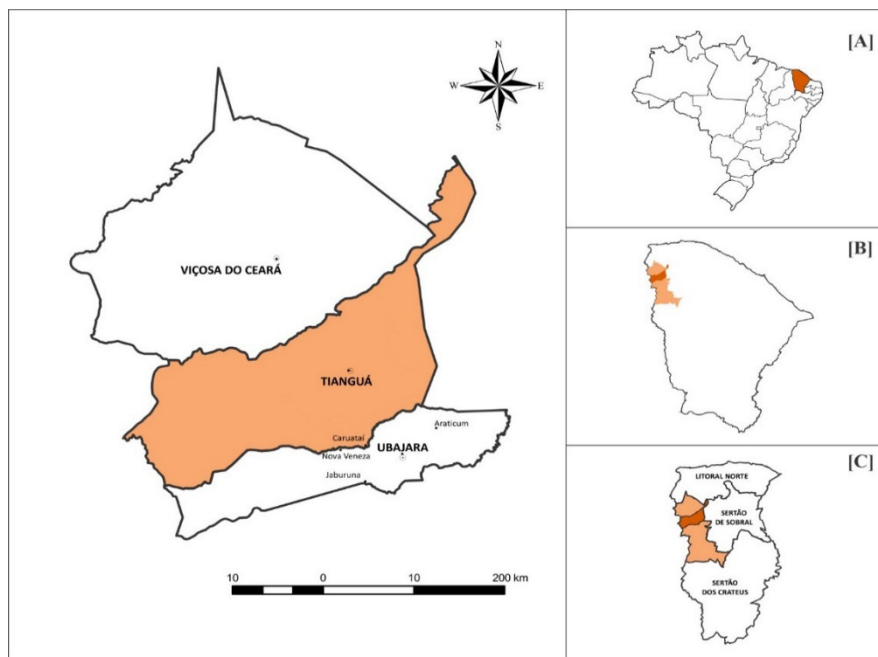 N
W
E
S
VIÇOSA DO CEARÁ
TIANGUÁ
Araticum
Caruataí
UBAJARA
Nova Veneza
Jaburuna
10 0 10 200 km
[A]
[B]
[C]
LITORAL NORTE
SERTÃO
DE SOBRAL
SERTÃO
DOS CRATEUS